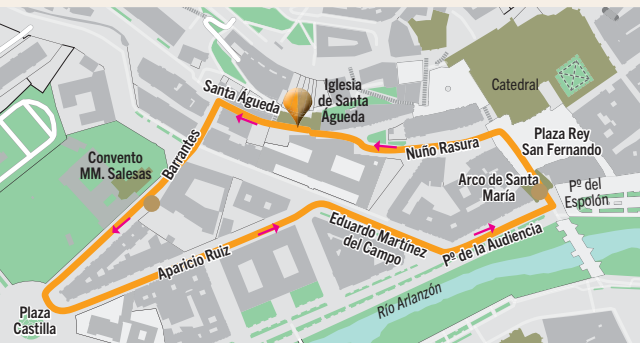 Santa Águeda
Iglesia
de Santa
Águeda
Catedral
Nuño Rasura
Plaza Rey
San Fernando
Convento
MM. Salesas
Barrantes
Arco de Santa
María
Pº del
Espolón
Aparicio Ruiz
Eduardo Martínez
del Campo
Pº de la Audiencia
Río Arlanzón
Plaza
Castilla